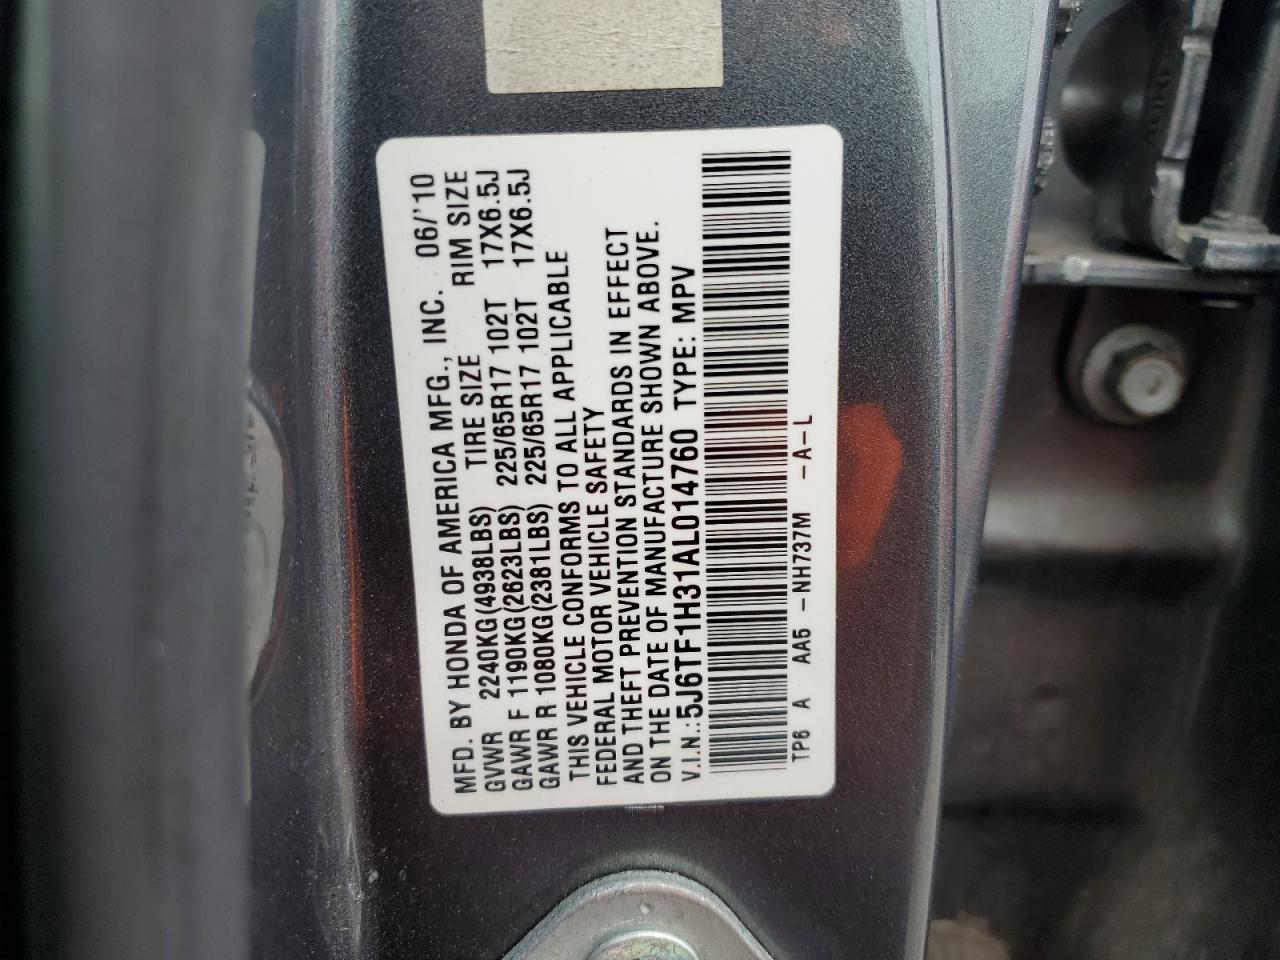 MFD. BY HONDA OF AMERICA MFG., INC. 06/'10
GVWR 2240KG(4938LBS) TIRE SIZE RIM SIZE
GAWR F 1190KG(2623LBS) 225/65R17 102T 17X6.5J
GAWR R 1080KG(2381LBS) 225/65R17 102T 17X6.5J
THIS VEHICLE CONFORMS TO ALL APPLICABLE
FEDERAL MOTOR VEHICLE SAFETY
AND THEFT PREVENTION STANDARDS IN EFFECT
ON THE DATE OF MANUFACTURE SHOWN ABOVE.
V.I.N.:5J6TF1H31AL014760 TYPE: MPV
TP6 A AA5 -NH737M -A-L